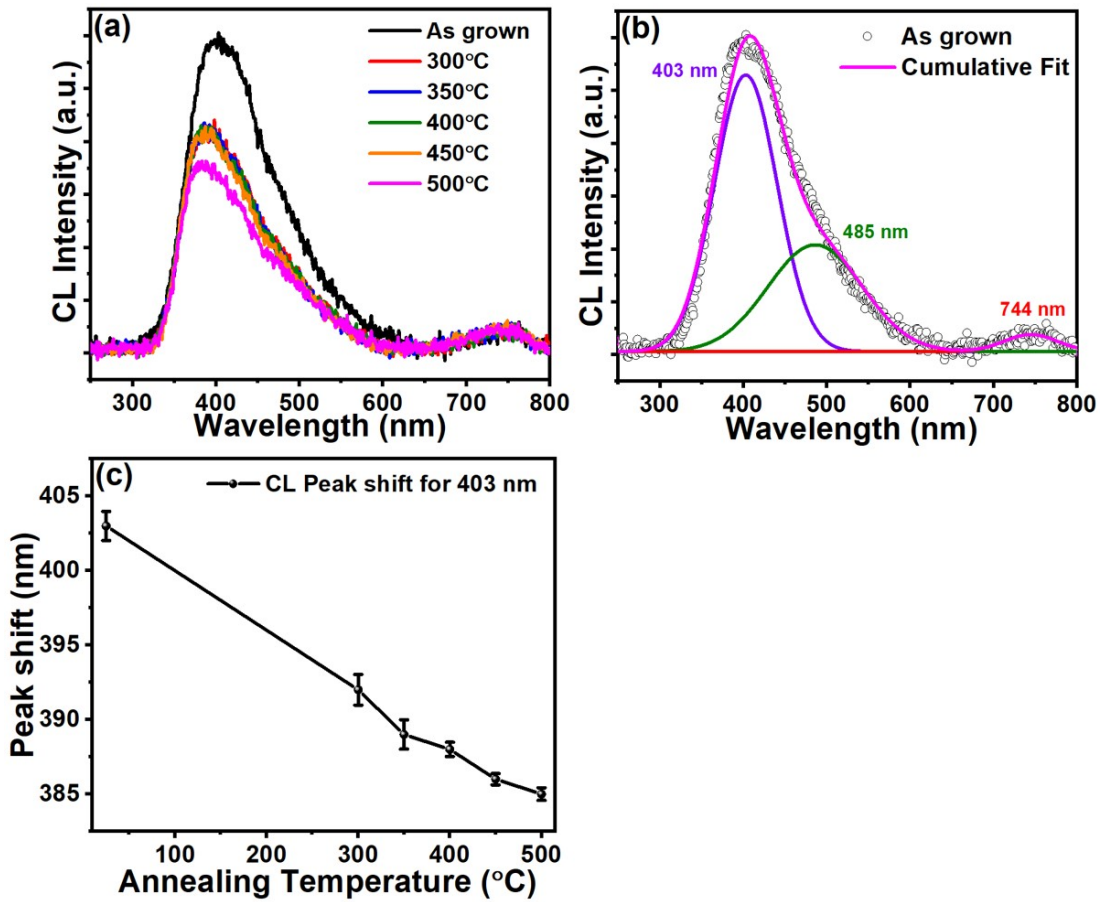 (a)
As grown
300°C
350°C
400°C
450°C
500°C
CL Intensity (a.u.)
300 400 500 600 700 800
Wavelength (nm)
(b)
As grown
Cumulative Fit
403 nm
485 nm
744 nm
CL Intensity (a.u.)
300 400 500 600 700 800
Wavelength (nm)
(c)
CL Peak shift for 403 nm
405
400
395
390
385
Peak shift (nm)
100 200 300 400 500
Annealing Temperature (°C)